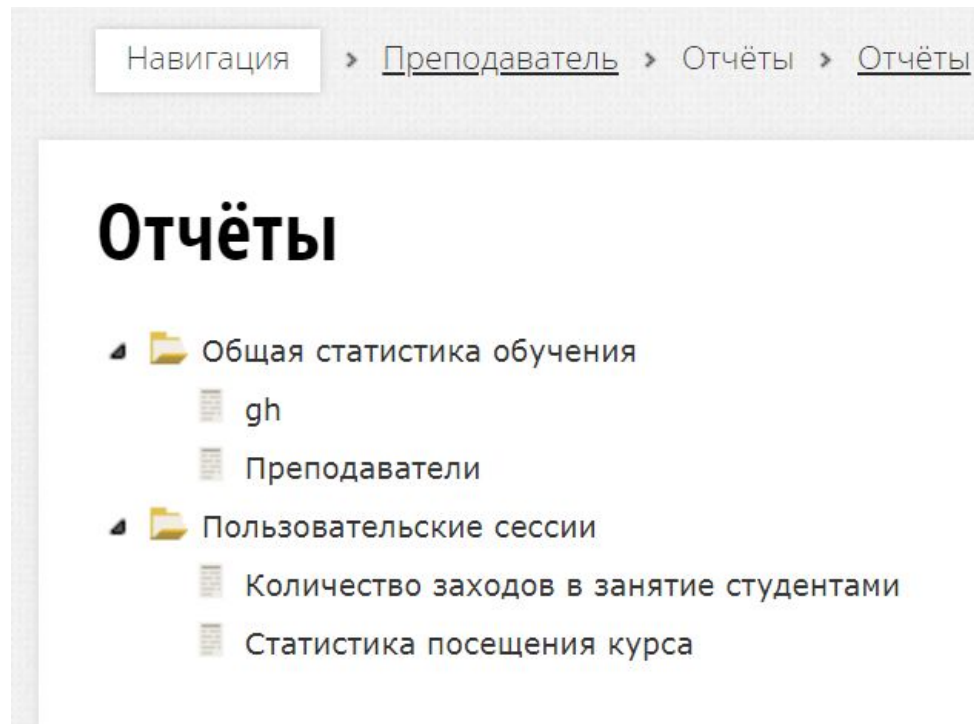 Навигация > Преподаватель > Отчёты > Отчёты
Отчёты
Общая статистика обучения
gh
Преподаватели
Пользовательские сессии
Количество заходов в занятие студентами
Статистика посещения курса